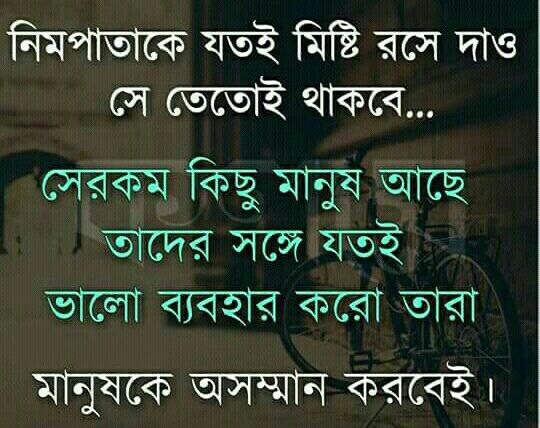 নিমপাতাকে যতই মিষ্টি রসে দাও
সে তেতোই থাকবে...
সেরকম কিছু মানুষ আছে
তাদের সঙ্গে যতই
ভালো ব্যবহার করো তারা
মানুষকে অসম্মান করবেই।